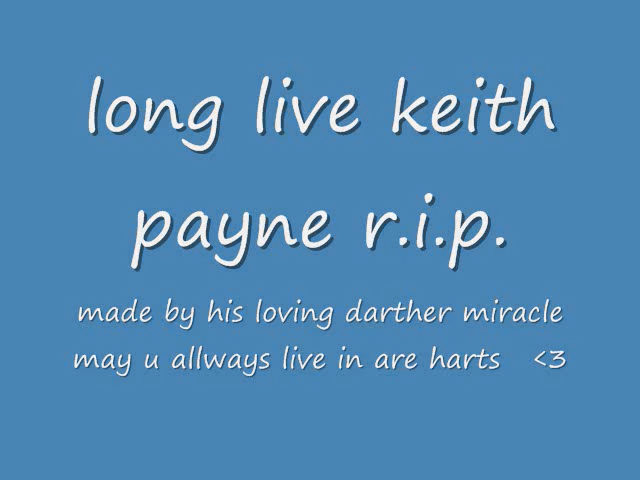 long live keith
payne r.i.p.
made by his loving darther miracle
may u allways live in are harts <3